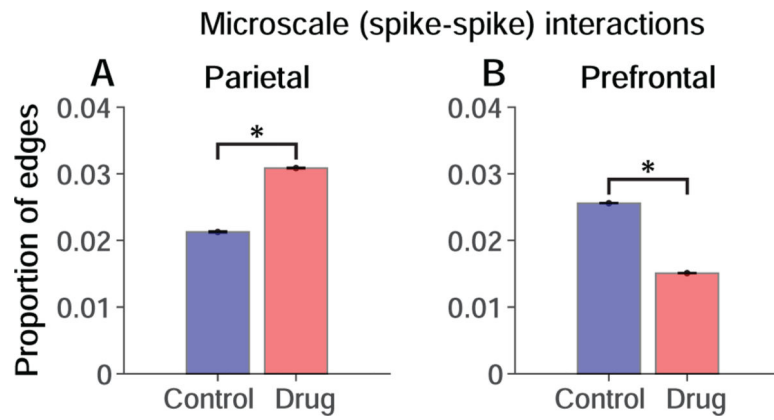 Microscale (spike-spike) interactions
A Parietal
B Prefrontal
Proportion of edges
0.04
0.03
0.02
0.01
0
Control Drug
*
0.04
0.03
0.02
0.01
0
Control Drug
*